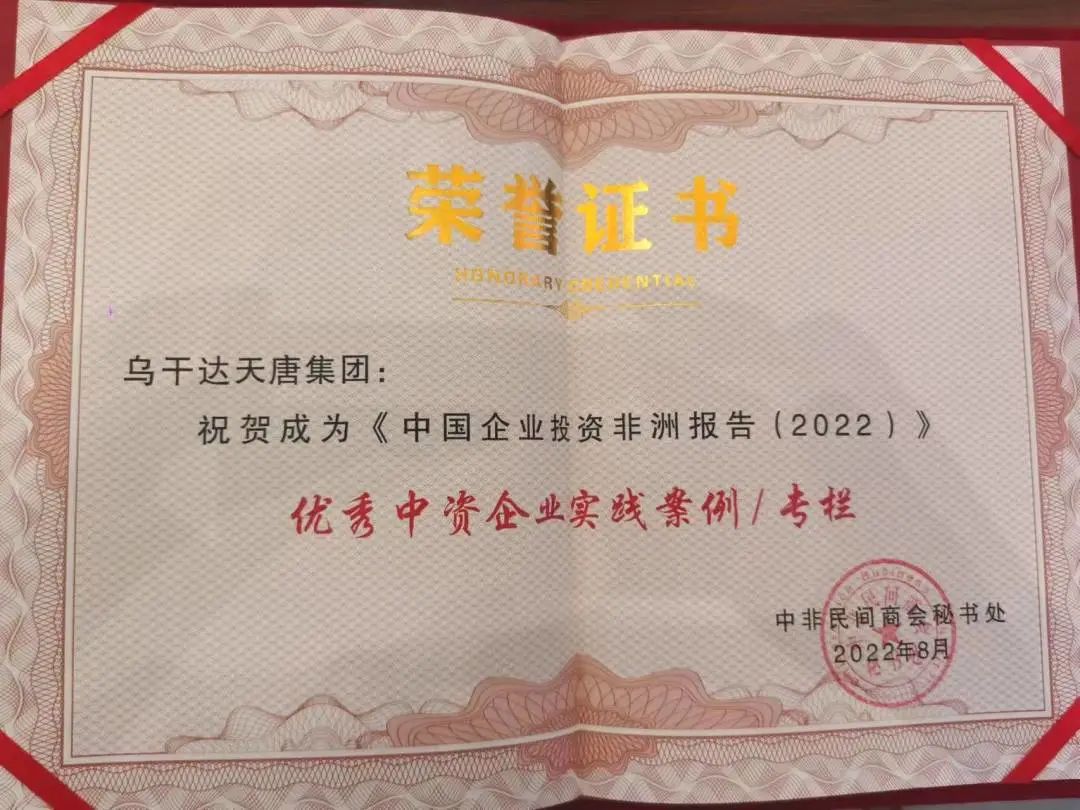 荣誉证书
HONORARY CREDENTIAL
乌干达天唐集团：
祝贺成为《中国企业投资非洲报告（2022）》
优秀中资企业实践案例/专栏
中非民间商会秘书处
2022年8月